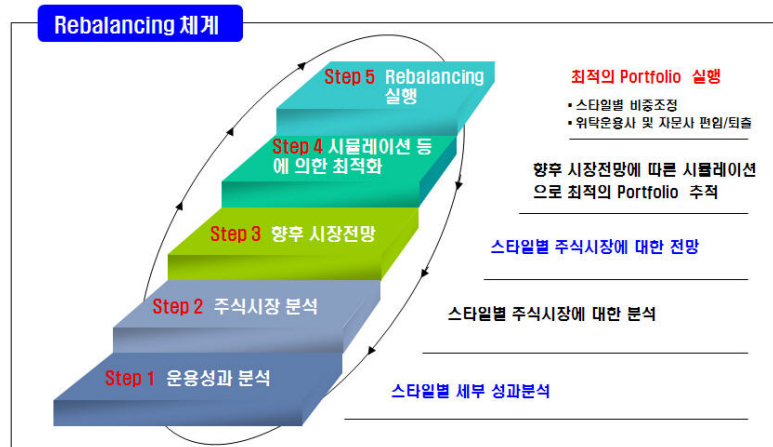 Rebalancing 체계
Step 5 Rebalancing
실행
최적의 Portfolio 실행
▪ 스타일별 비중조정
▪ 위탁운용사 및 자문사 편입/퇴출
Step 4 시뮬레이션 등
에 의한 최적화
향후 시장전망에 따른 시뮬레이션
으로 최적의 Portfolio 추적
Step 3 향후 시장전망
스타일별 주식시장에 대한 전망
Step 2 주식시장 분석
스타일별 주식시장에 대한 분석
Step 1 운용성과 분석
스타일별 세부 성과분석